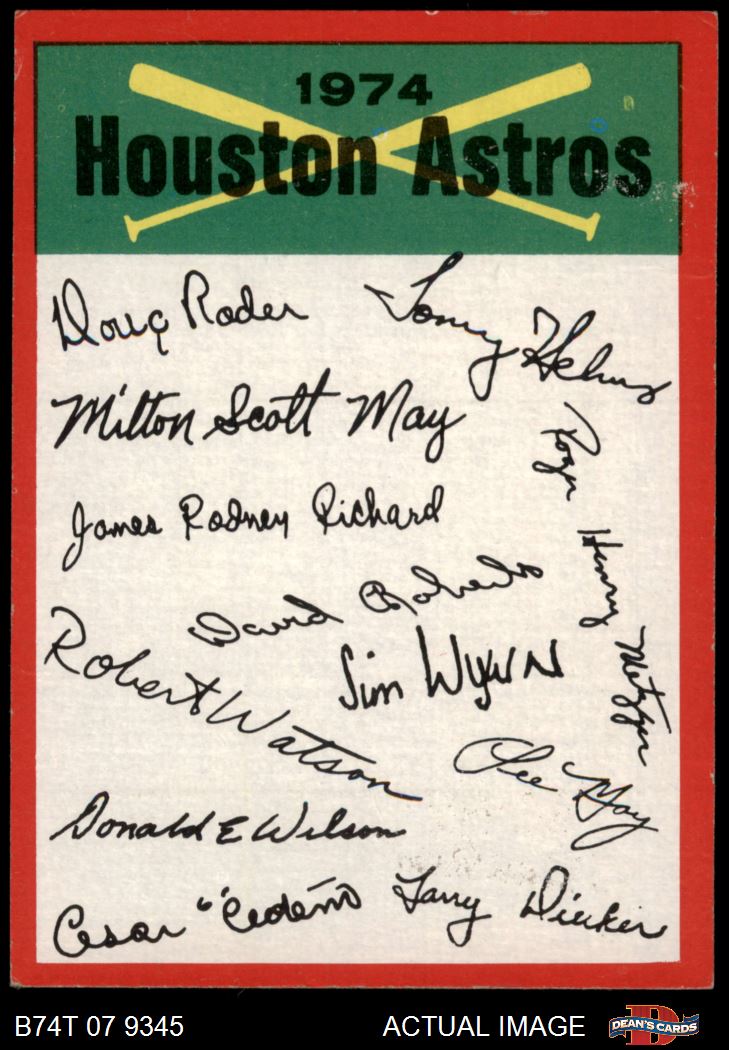 1974
Houston Astros
Doug Rader
Tommy Helms
Milton Scott May
Roger Henry Metzger
James Rodney Richard
David Roberts
Jim Wynn
Robert Watson
Lee May
Donald E Wilson
Cesar "Cedeño
Larry Dierker
B74T 07 9345
ACTUAL IMAGE
DEAN'S CARDS